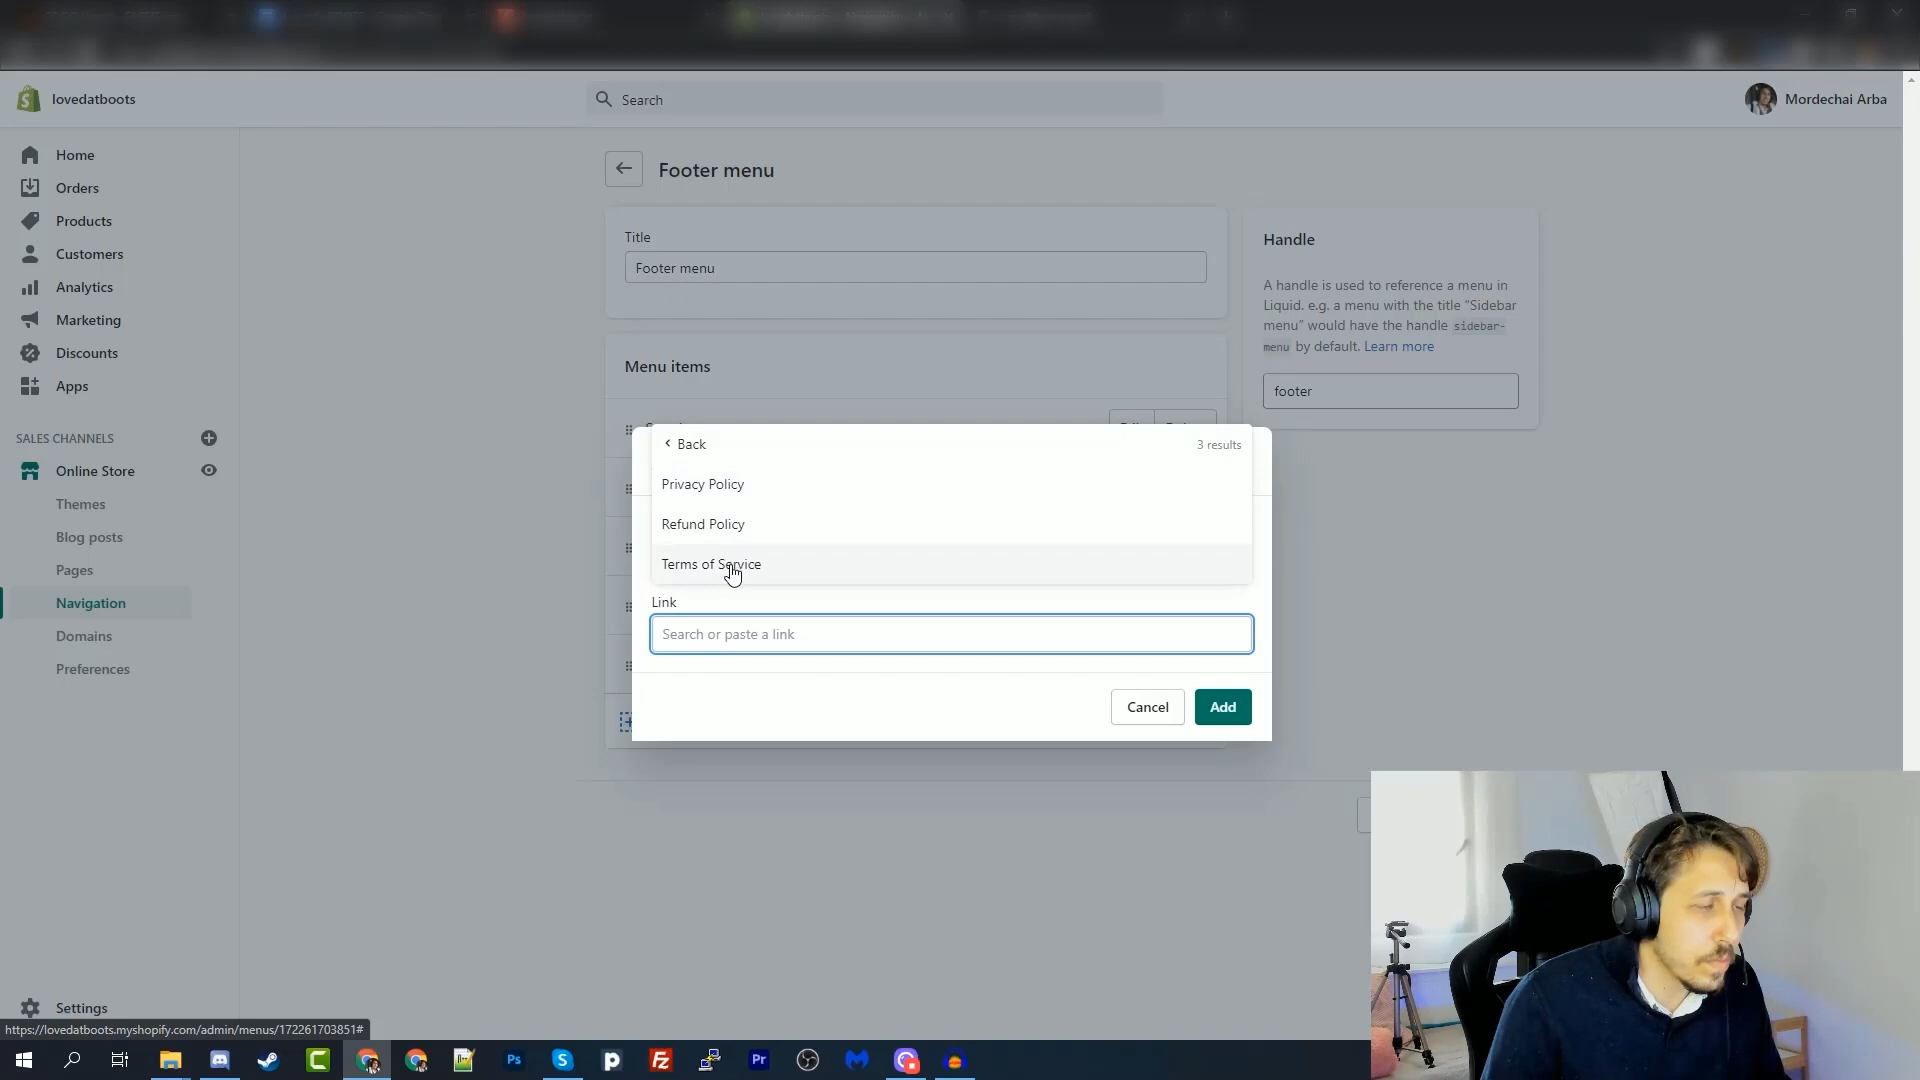 lovedatboots
Search
Mordechai Arba
Home
Orders
Products
Customers
Analytics
Marketing
Discounts
Apps
SALES CHANNELS
Online Store
Themes
Blog posts
Pages
Navigation
Domains
Preferences
Settings
Footer menu
Title
Footer menu
Menu items
Handle
A handle is used to reference a menu in
Liquid. e.g. a menu with the title "Sidebar
menu" would have the handle sidebar-
menu by default. Learn more
footer
Back
3 results
Privacy Policy
Refund Policy
Terms of Service
Link
Search or paste a link
Cancel
Add
https://lovedatboots.myshopify.com/admin/menus/172261703851#
Ps
Pr